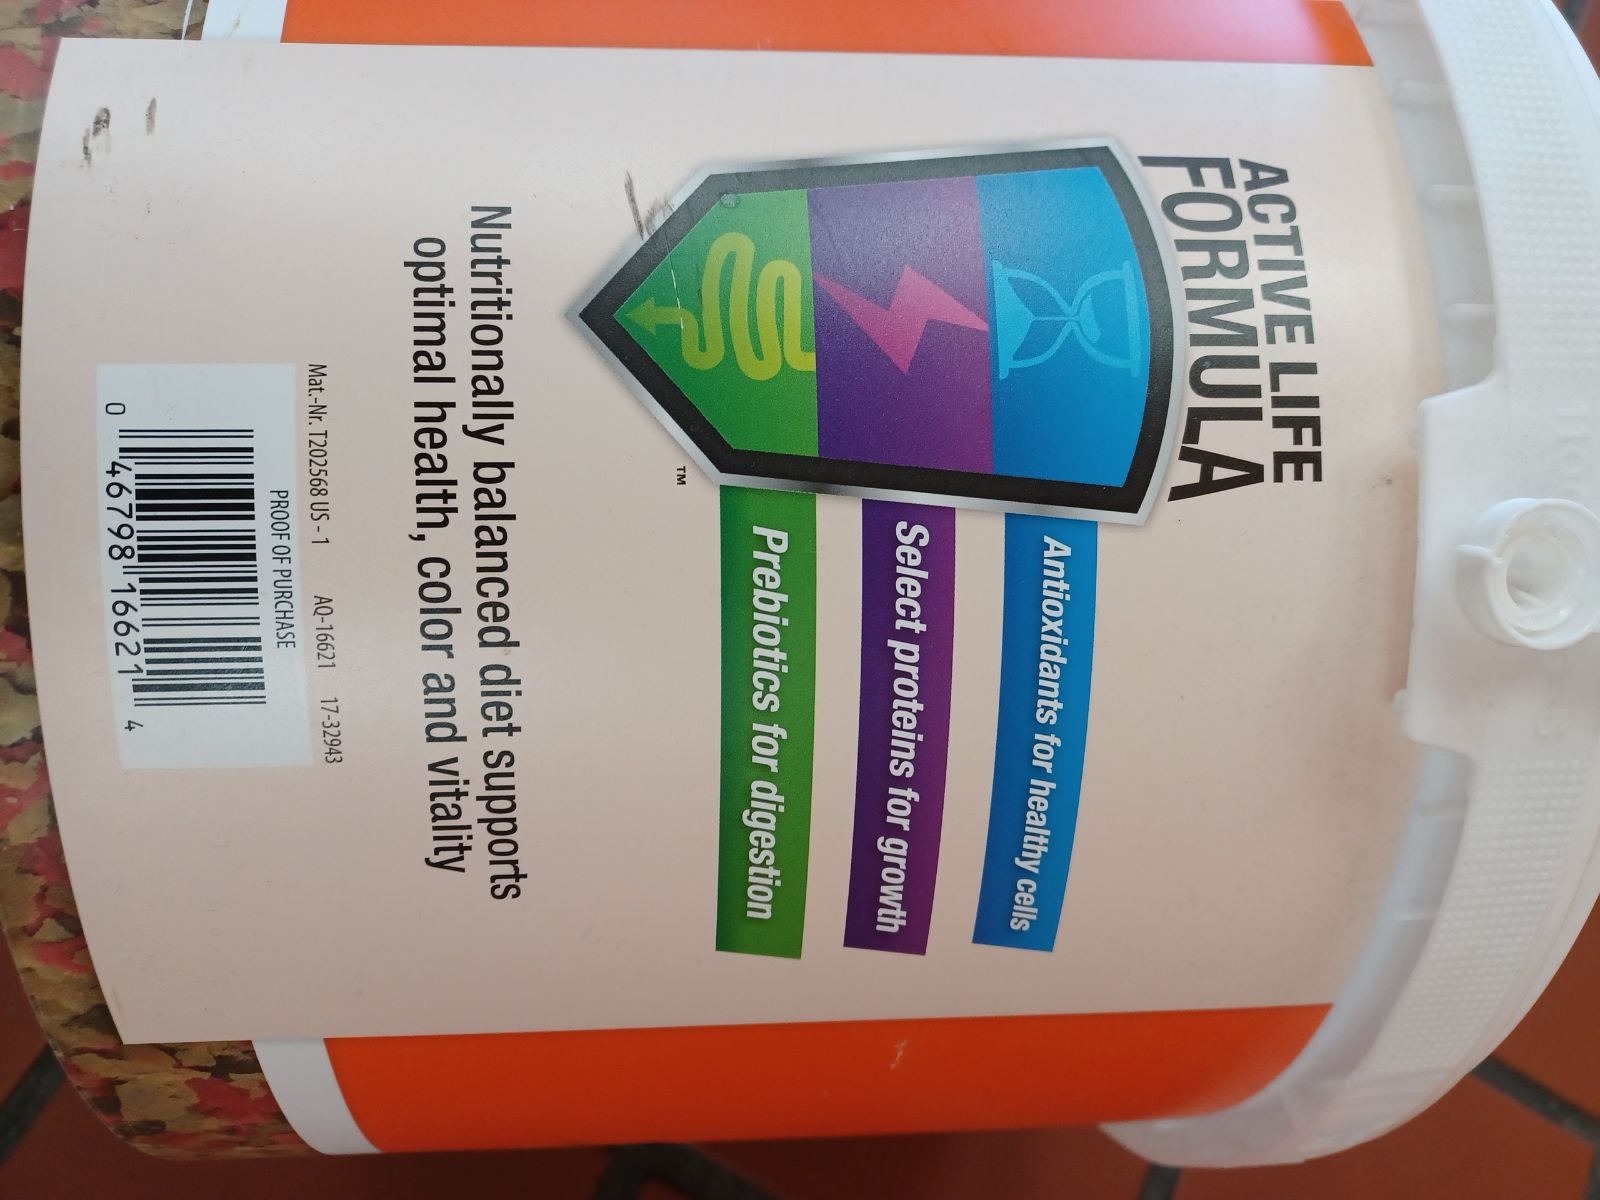 ACTIVE LIFE
FORMULA
Antioxidants for healthy cells
Select proteins for growth
Prebiotics for digestion
™
Nutritionally balanced diet supports
optimal health, color and vitality
Mat.-Nr. T202568 US - 1 AQ-16621 17-32943
PROOF OF PURCHASE
0 46798 16621 4